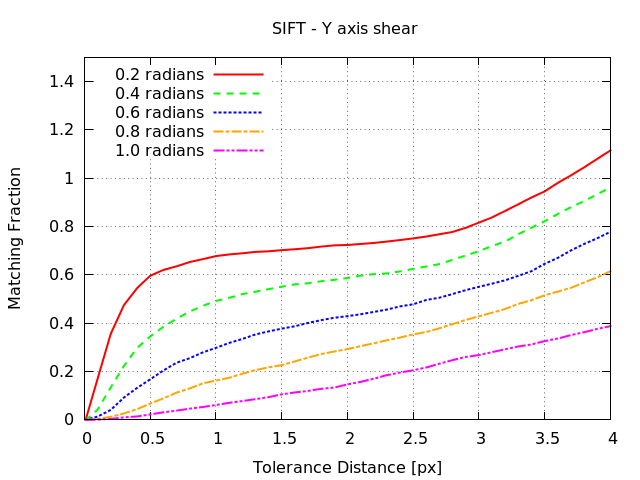 SIFT - Y axis shear
0.2 radians
0.4 radians
0.6 radians
0.8 radians
1.0 radians
Matching Fraction
1.4
1.2
1
0.8
0.6
0.4
0.2
0
0 0.5 1 1.5 2 2.5 3 3.5 4
Tolerance Distance [px]